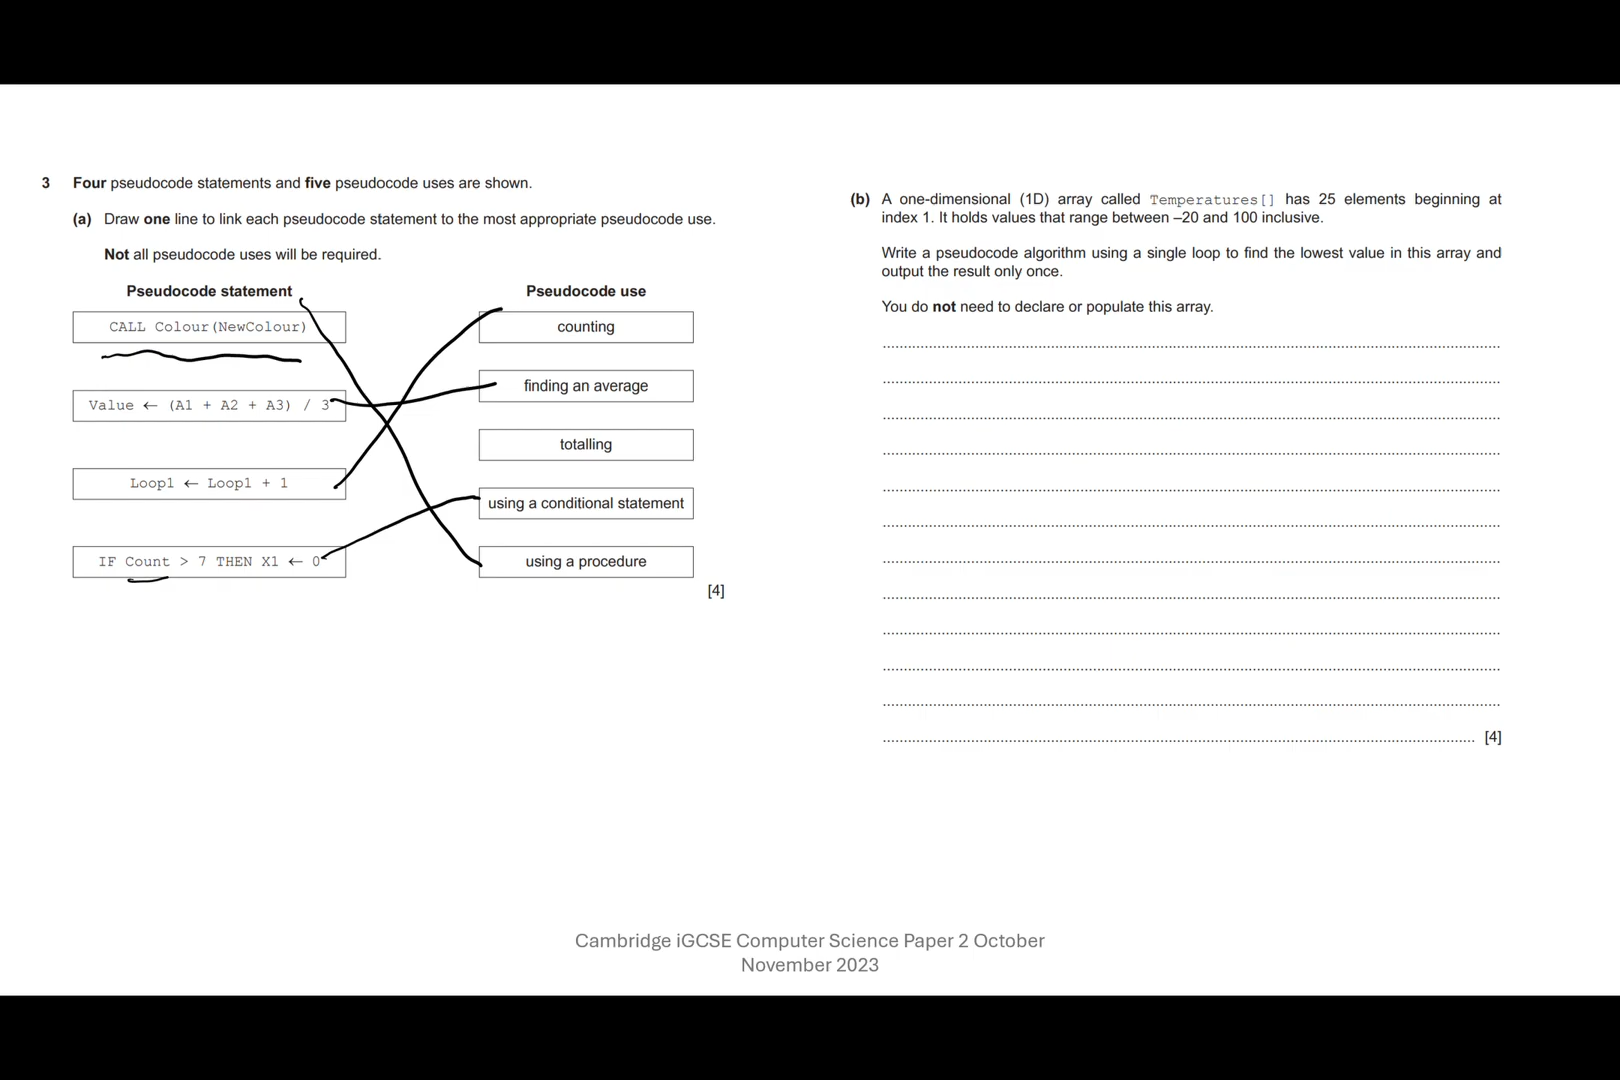 3 Four pseudocode statements and five pseudocode uses are shown.
(a) Draw one line to link each pseudocode statement to the most appropriate pseudocode use.
Not all pseudocode uses will be required.
Pseudocode statement
CALL Colour(NewColour)
Value ← (A1 + A2 + A3) / 3
Loop1 ← Loop1 + 1
IF Count > 7 THEN X1 ← 0
Pseudocode use
counting
finding an average
totalling
using a conditional statement
using a procedure
[4]
(b) A one-dimensional (1D) array called Temperatures[] has 25 elements beginning at
index 1. It holds values that range between –20 and 100 inclusive.
Write a pseudocode algorithm using a single loop to find the lowest value in this array and
output the result only once.
You do not need to declare or populate this array.
[4]
Cambridge iGCSE Computer Science Paper 2 October
November 2023